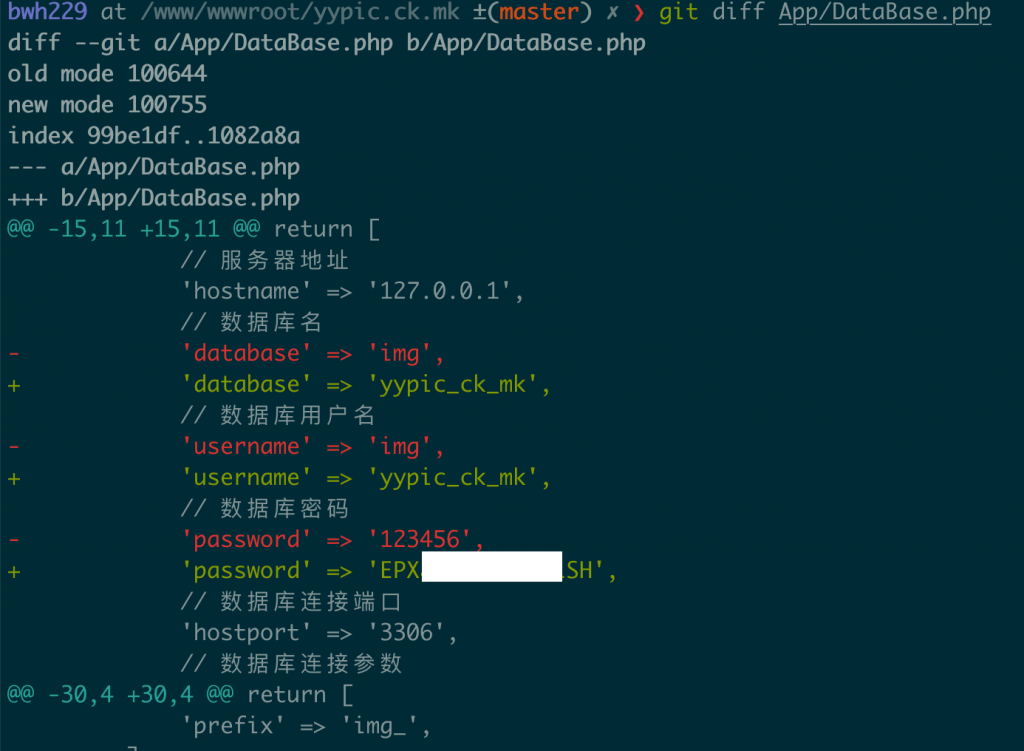 bwh229 at /www/wwwroot/yypic.ck.mk ±(master) ✗ ❯ git diff App/DataBase.php
diff --git a/App/DataBase.php b/App/DataBase.php
old mode 100644
new mode 100755
index 99be1df..1082a8a
--- a/App/DataBase.php
+++ b/App/DataBase.php
@@ -15,11 +15,11 @@ return [
// 服务器地址
'hostname' => '127.0.0.1',
// 数据库名
- 'database' => 'img',
+ 'database' => 'yypic_ck_mk',
// 数据库用户名
- 'username' => 'img',
+ 'username' => 'yypic_ck_mk',
// 数据库密码
- 'password' => '123456',
+ 'password' => 'EPX SH',
// 数据库连接端口
'hostport' => '3306',
// 数据库连接参数
@@ -30,4 +30,4 @@ return [
'prefix' => 'img_',